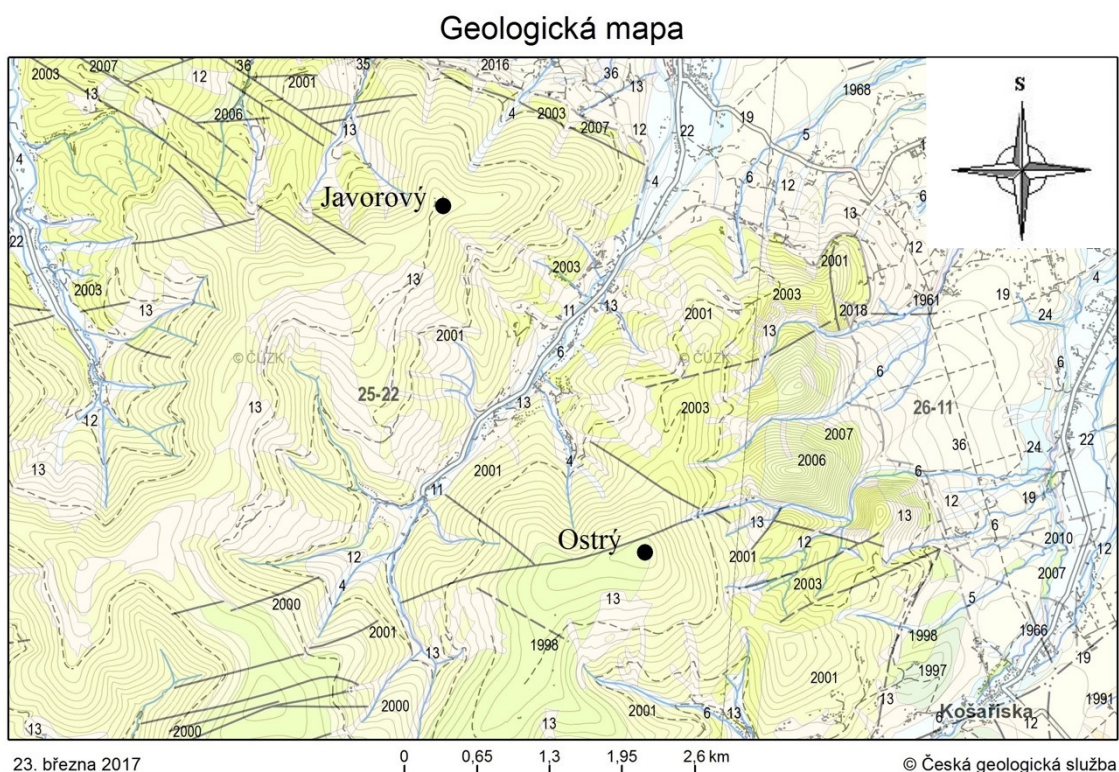 Geologická mapa
S
2003 2007 12 36 2001 35 2016 36 13
13 2006 13 4 2003 2007 12 22 19 1968 5
4 Javorový 4 6 12 6
22 13 13 12
2003 13 2003 2001 2003 2001 1961 19 4
13 2001 11 13 2001 13 2018 24
© ČÚZK 6 © ČÚZK 6 6
13 25-22 13 2003 26-11
12 2007 36 24 22
13 2001 4 2006 6
11 13 12 19
Ostrý 13 12 6 2010 12
12 2001 2003 2007
4 2000 13 5
2001 1998 1998 1966
13 1997 19
2000 2001 2001
13 2000 13 6 13 13 Košařiska 1991
6 12
23. března 2017
0 0,65 1,3 1,95 2,6 km
© Česká geologická služba